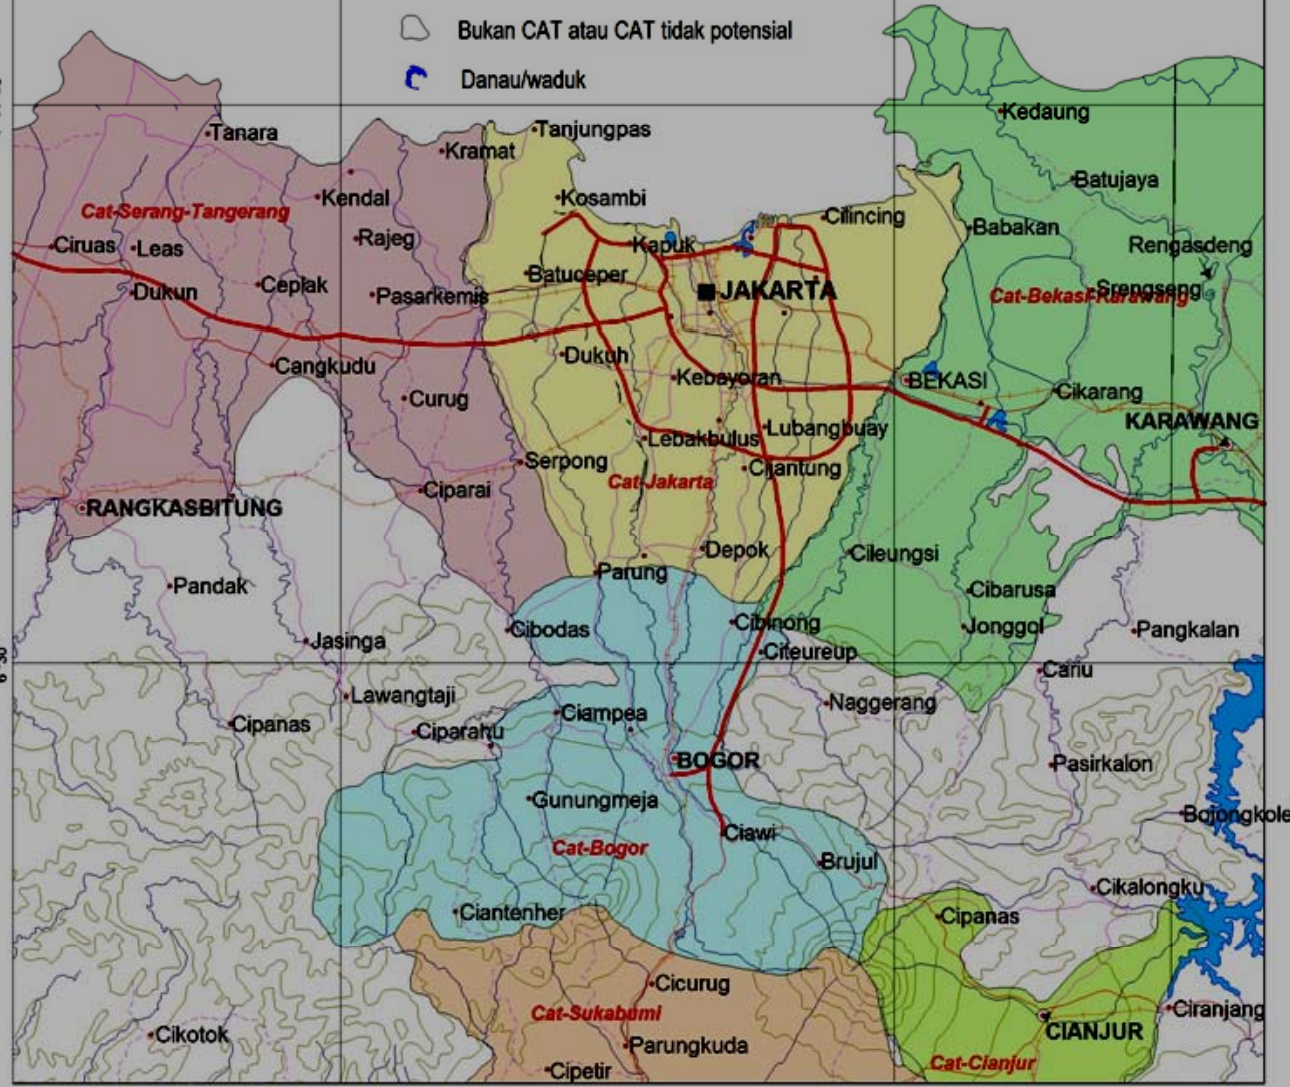 Bukan CAT atau CAT tidak potensial
Danau/waduk
Kedaung
Tanjungpas
Tanara
Kramat
Batujaya
Kendal
Kosambi
Cat-Serang-Tangerang
Cilincing
Babakan
Rajeg
Kapuk
Rengasdeng
Ciruas
Leas
Batuceper
Ceplak
Srengseng
Dukun
JAKARTA
Pasarkemis
Cat-Bekasi-Karawang
Dukuh
Cangkudu
Kebayoran
BEKASI
Cikarang
Curug
KARAWANG
Lubangbuay
Lebakbulus
Serpong
Cijantung
Cat-Jakarta
Ciparai
RANGKASBITUNG
Depok
Cileungsi
Parung
Pandak
Cibarusa
Cibinong
Jonggol
Cibodas
Pangkalan
Jasinga
Citeureup
Cariu
Lawangtaji
Naggerang
Ciampea
Cipanas
Ciparahu
BOGOR
Pasirkalon
Gunungmeja
Bojongkole
Ciawi
Cat-Bogor
Brujul
Cikalongku
Ciantenher
Cipanas
Cicurug
Ciranjang
Cat-Sukabumi
CIANJUR
Cikotok
Parungkuda
Cat-Cianjur
Cipetir